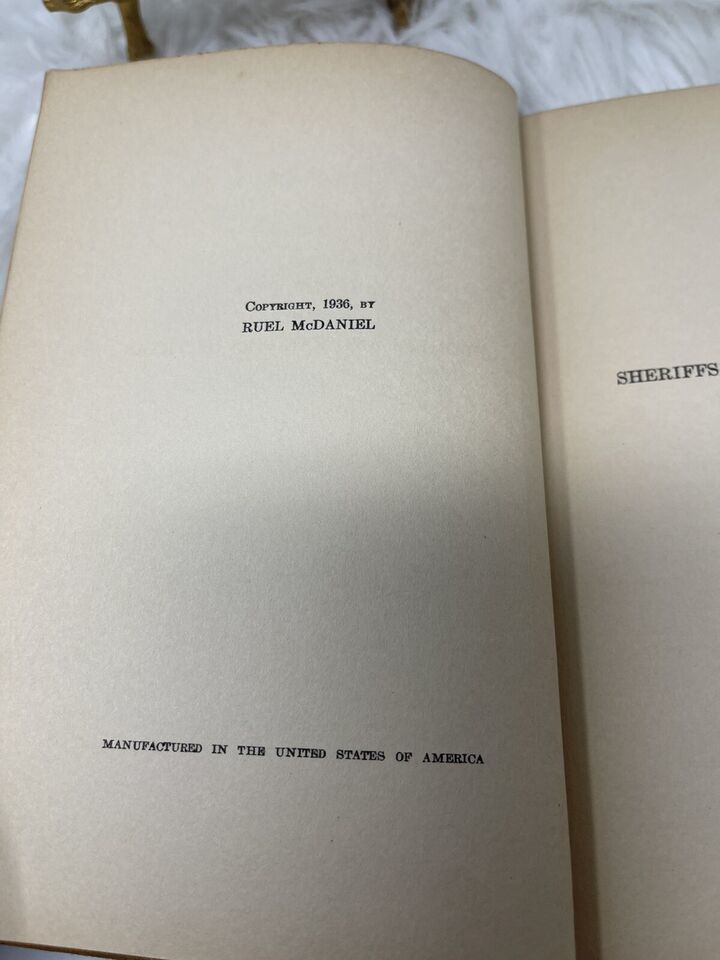 Copyright, 1936, by
RUEL McDANIEL
MANUFACTURED IN THE UNITED STATES OF AMERICA
SHERIFFS